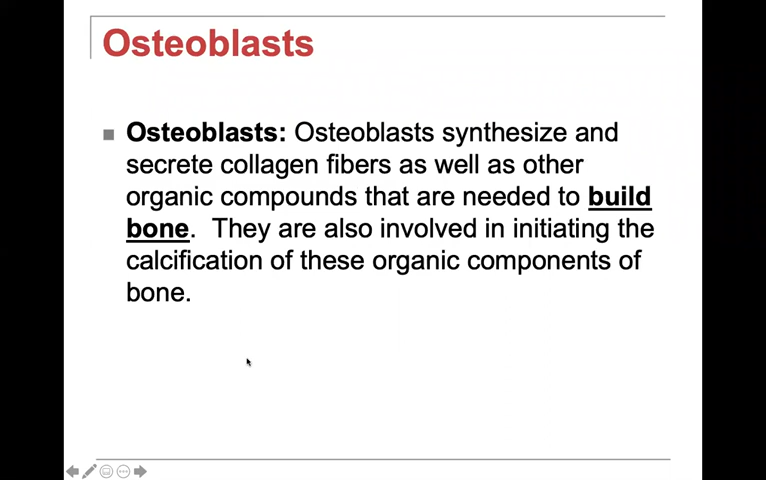 Osteoblasts
Osteoblasts: Osteoblasts synthesize and
secrete collagen fibers as well as other
organic compounds that are needed to build
bone. They are also involved in initiating the
calcification of these organic components of
bone.